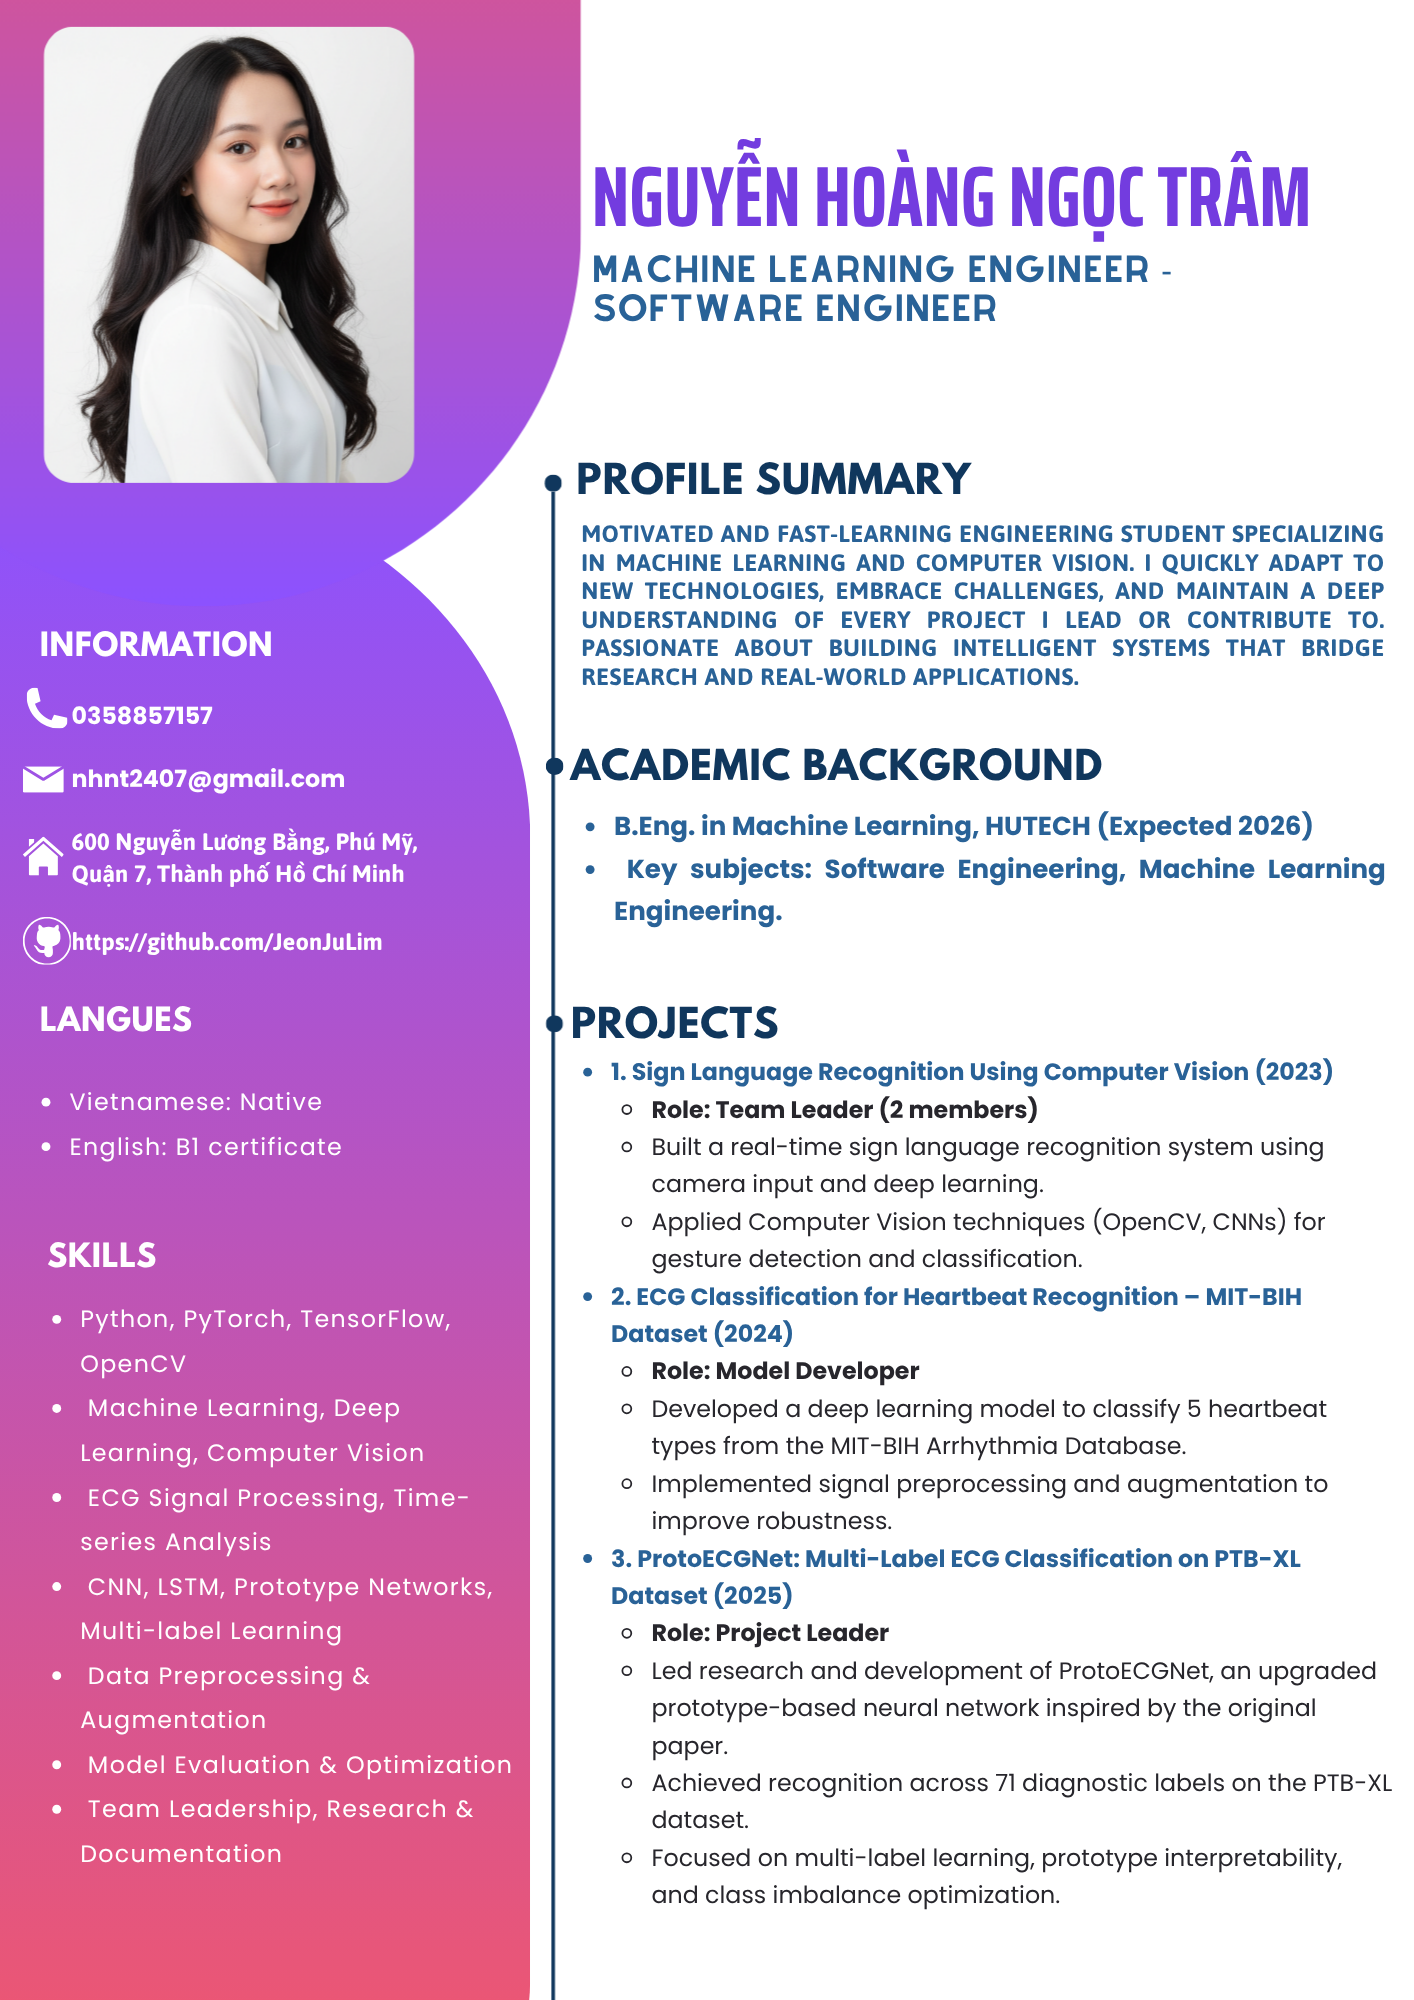 NGUYỄN HOÀNG NGỌC TRÂM
MACHINE LEARNING ENGINEER -
SOFTWARE ENGINEER
INFORMATION
0358857157
nhnt2407@gmail.com
600 Nguyễn Lương Bằng, Phú Mỹ,
Quận 7, Thành phố Hồ Chí Minh
https://github.com/JeonJuLim
LANGUES
Vietnamese: Native
English: B1 certificate
SKILLS
Python, PyTorch, TensorFlow,
OpenCV
Machine Learning, Deep
Learning, Computer Vision
ECG Signal Processing, Time-
series Analysis
CNN, LSTM, Prototype Networks,
Multi-label Learning
Data Preprocessing &
Augmentation
Model Evaluation & Optimization
Team Leadership, Research &
Documentation
PROFILE SUMMARY
MOTIVATED AND FAST-LEARNING ENGINEERING STUDENT SPECIALIZING
IN MACHINE LEARNING AND COMPUTER VISION. I QUICKLY ADAPT TO
NEW TECHNOLOGIES, EMBRACE CHALLENGES, AND MAINTAIN A DEEP
UNDERSTANDING OF EVERY PROJECT I LEAD OR CONTRIBUTE TO.
PASSIONATE ABOUT BUILDING INTELLIGENT SYSTEMS THAT BRIDGE
RESEARCH AND REAL-WORLD APPLICATIONS.
ACADEMIC BACKGROUND
B.Eng. in Machine Learning, HUTECH (Expected 2026)
Key subjects: Software Engineering, Machine Learning
Engineering.
PROJECTS
1. Sign Language Recognition Using Computer Vision (2023)
Role: Team Leader (2 members)
Built a real-time sign language recognition system using
camera input and deep learning.
Applied Computer Vision techniques (OpenCV, CNNs) for
gesture detection and classification.
2. ECG Classification for Heartbeat Recognition – MIT-BIH
Dataset (2024)
Role: Model Developer
Developed a deep learning model to classify 5 heartbeat
types from the MIT-BIH Arrhythmia Database.
Implemented signal preprocessing and augmentation to
improve robustness.
3. ProtoECGNet: Multi-Label ECG Classification on PTB-XL
Dataset (2025)
Role: Project Leader
Led research and development of ProtoECGNet, an upgraded
prototype-based neural network inspired by the original
paper.
Achieved recognition across 71 diagnostic labels on the PTB-XL
dataset.
Focused on multi-label learning, prototype interpretability,
and class imbalance optimization.